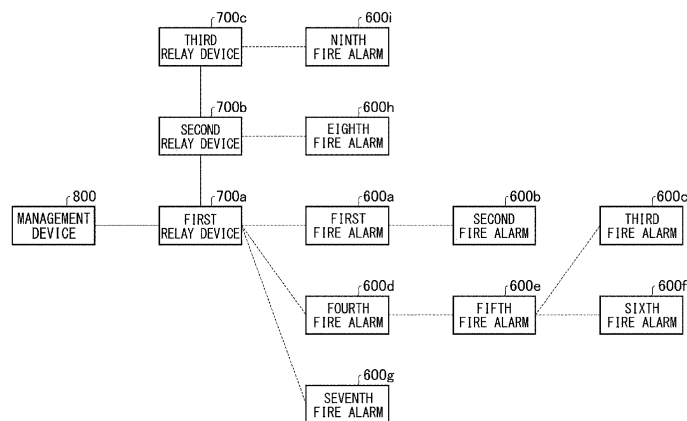 700c
THIRD
RELAY DEVICE
600i
NINTH
FIRE ALARM
700b
SECOND
RELAY DEVICE
600h
EIGHTH
FIRE ALARM
800
MANAGEMENT
DEVICE
700a
FIRST
RELAY DEVICE
600a
FIRST
FIRE ALARM
600b
SECOND
FIRE ALARM
600c
THIRD
FIRE ALARM
600d
FOURTH
FIRE ALARM
600e
FIFTH
FIRE ALARM
600f
SIXTH
FIRE ALARM
600g
SEVENTH
FIRE ALARM